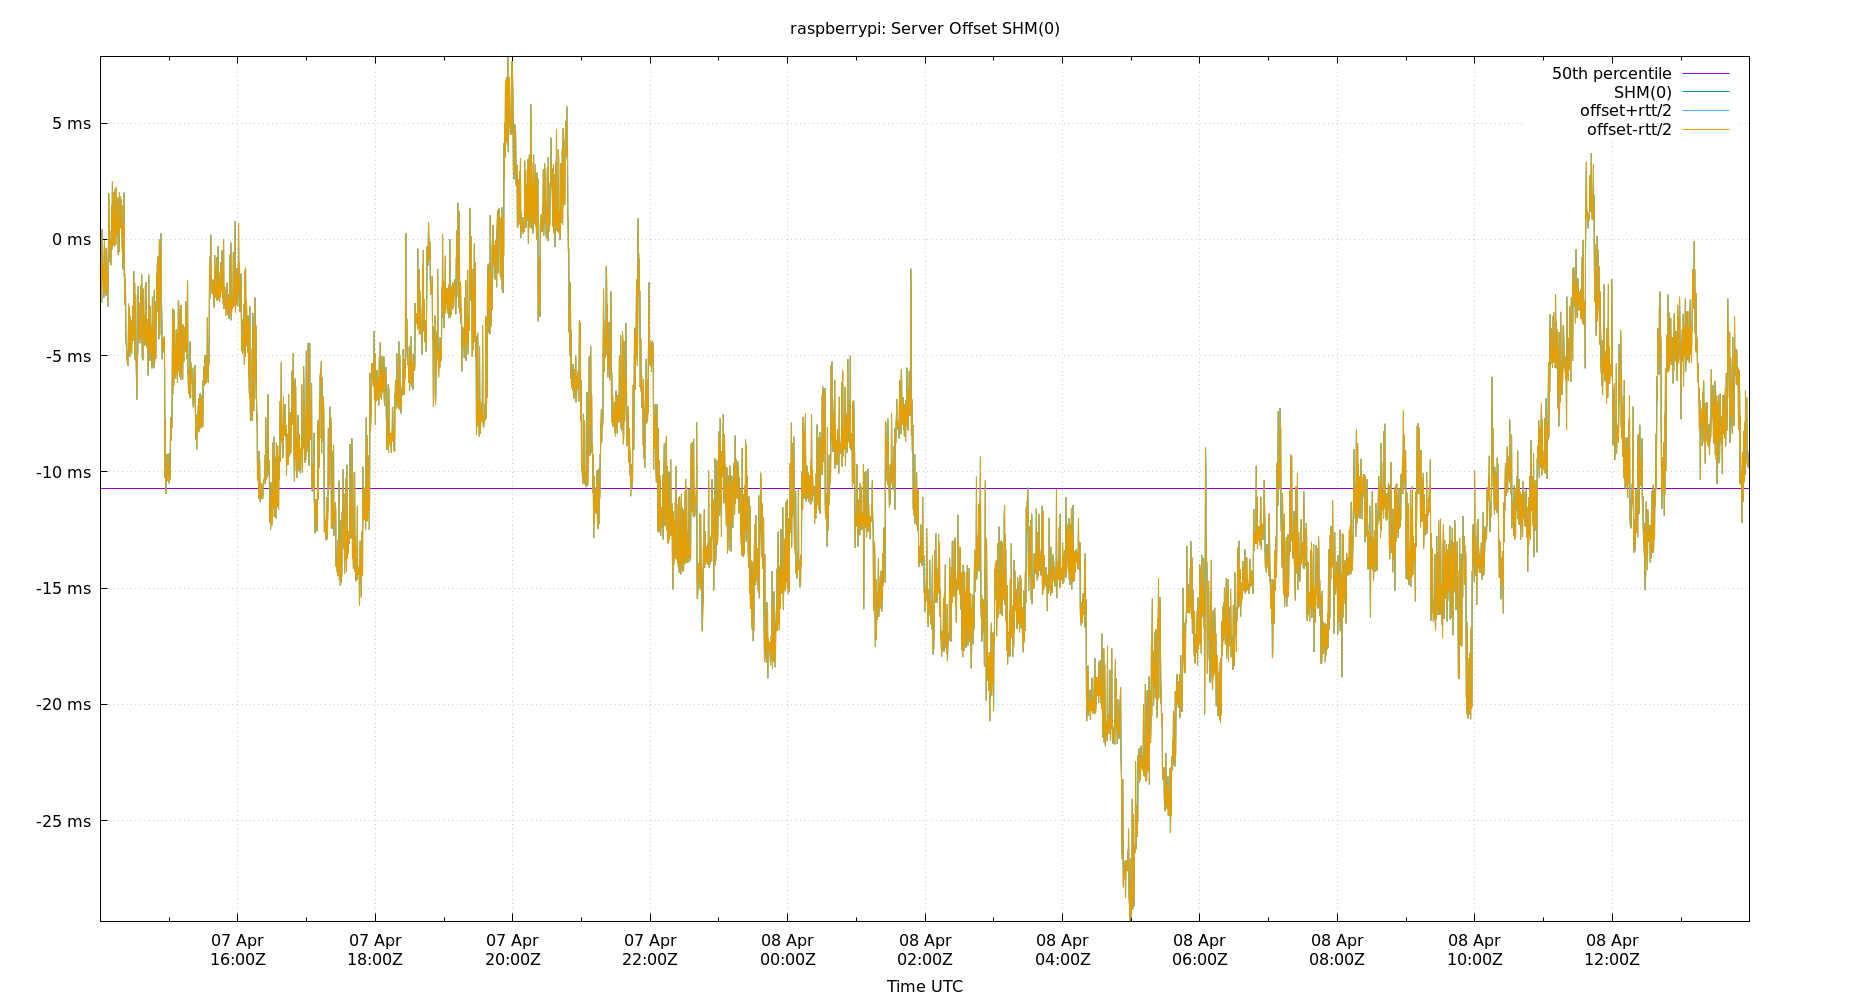 raspberrypi: Server Offset SHM(0)
50th percentile
SHM(0)
offset+rtt/2
offset-rtt/2
5 ms
0 ms
-5 ms
-10 ms
-15 ms
-20 ms
-25 ms
07 Apr 07 Apr 07 Apr 07 Apr 08 Apr 08 Apr 08 Apr 08 Apr 08 Apr 08 Apr 08 Apr
16:00Z 18:00Z 20:00Z 22:00Z 00:00Z 02:00Z 04:00Z 06:00Z 08:00Z 10:00Z 12:00Z
Time UTC